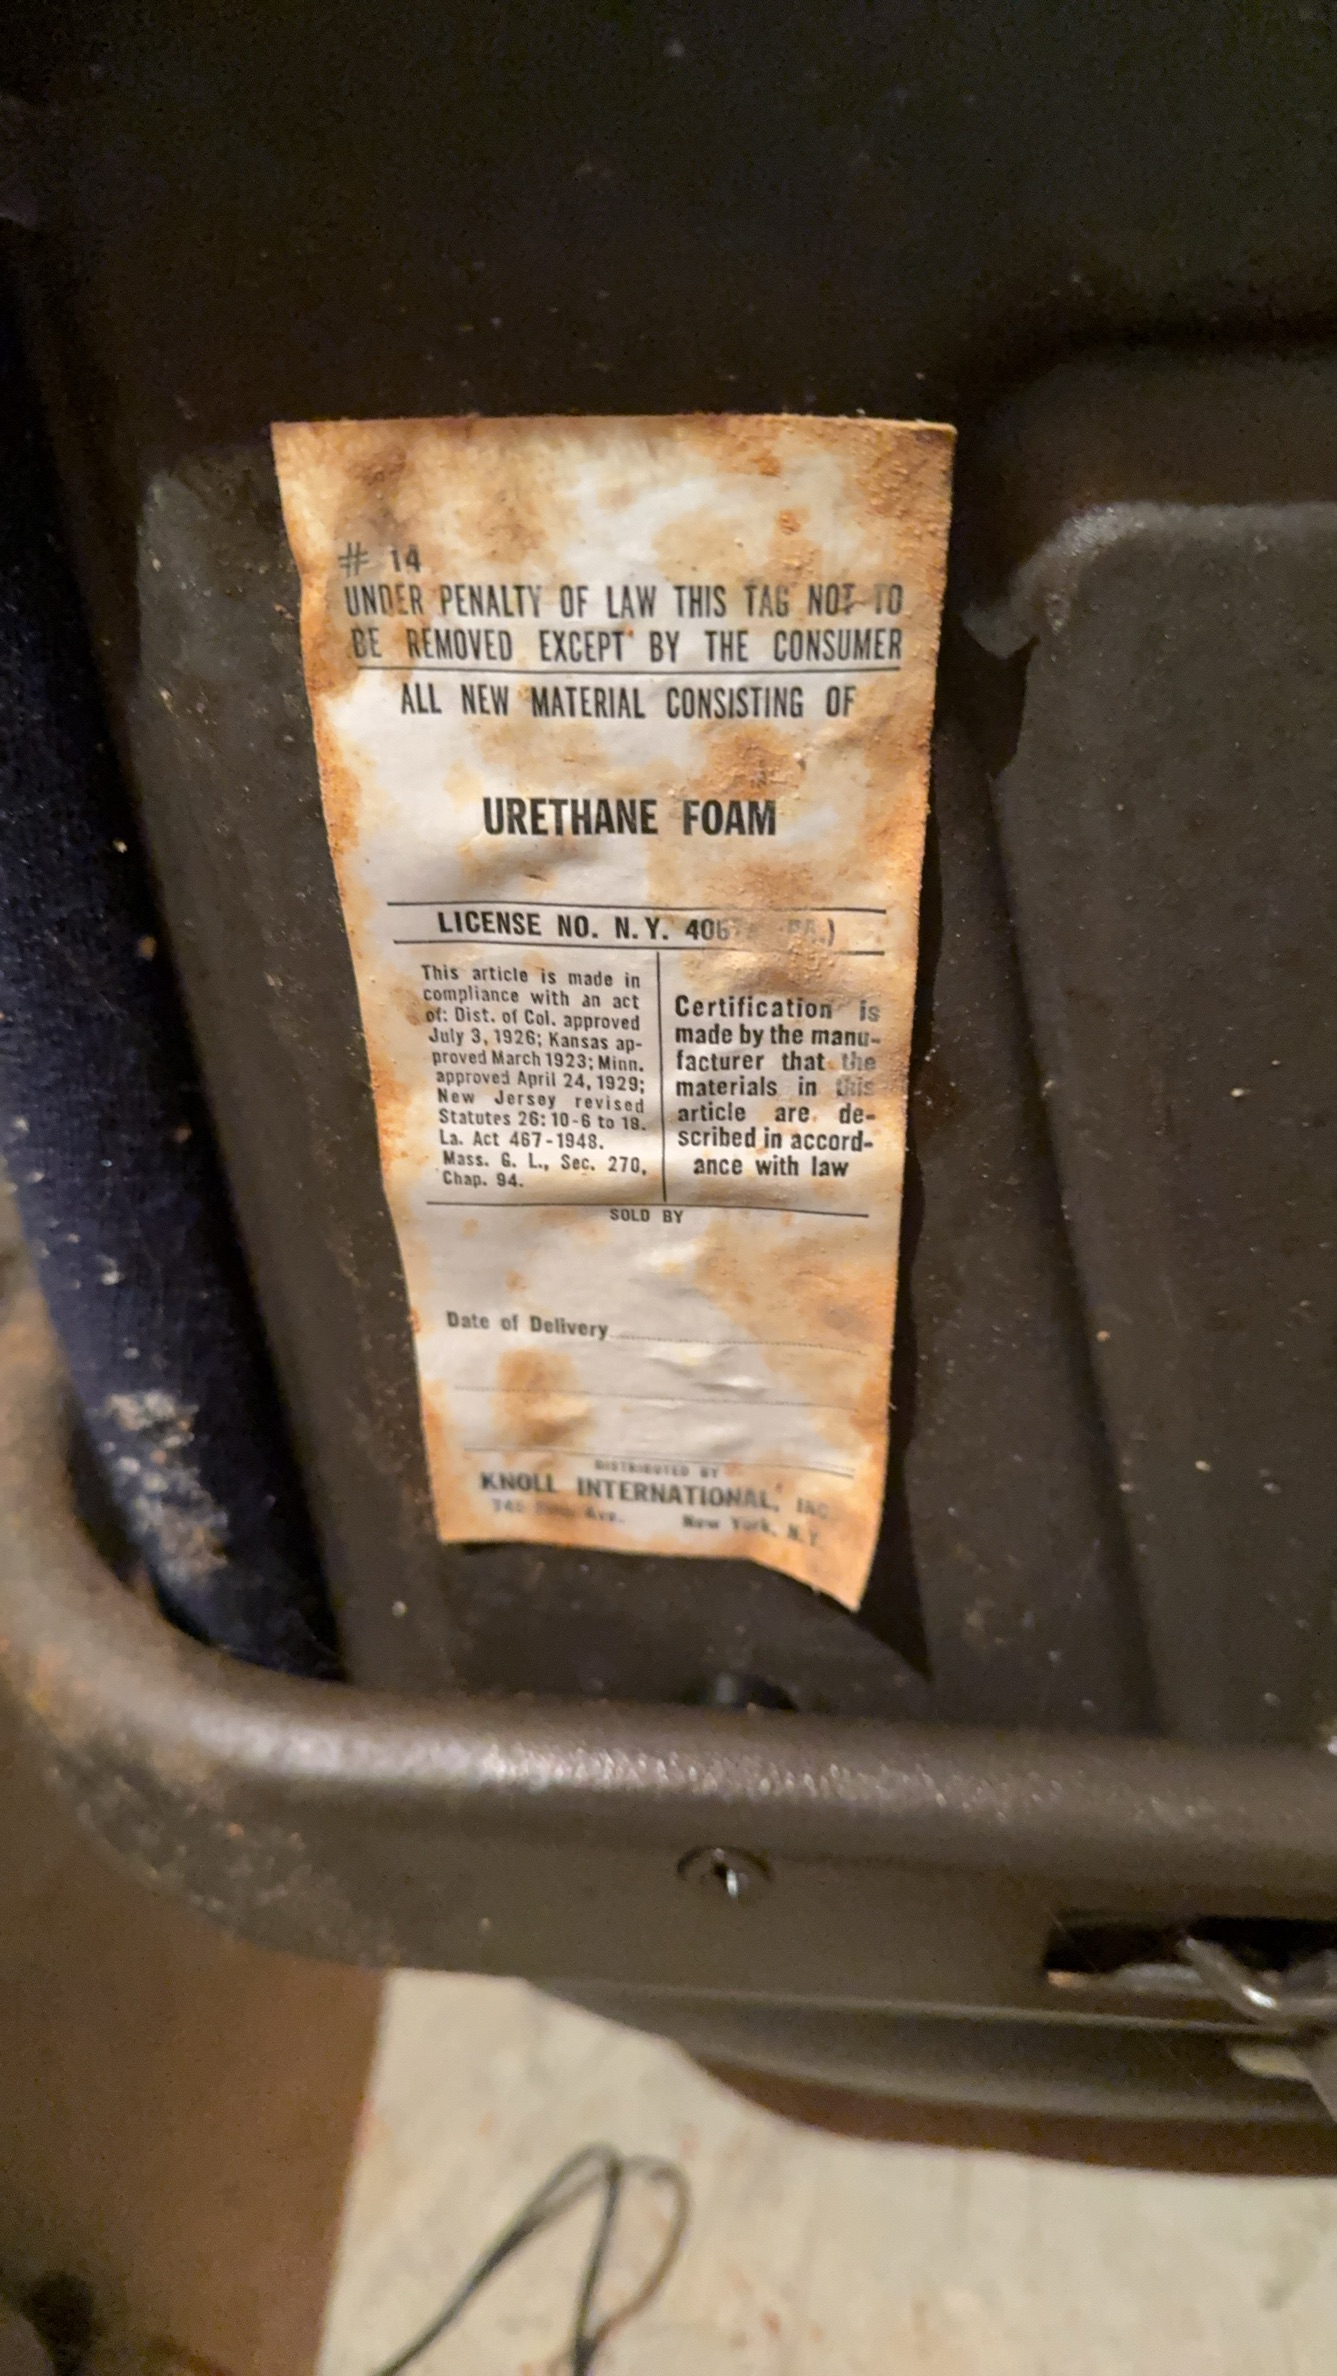 # 14
UNDER PENALTY OF LAW THIS TAG NOT TO
BE REMOVED EXCEPT BY THE CONSUMER
ALL NEW MATERIAL CONSISTING OF
URETHANE FOAM
LICENSE NO. N.Y.
This article is made in
compliance with an act
of: Dist. of Col. approved
July 3, 1926; Kansas ap-
proved March 1923; Minn.
approved April 24, 1929;
New Jersey revised
Statutes 26:10-6 to 18.
La. Act 467-1948.
Mass. G. L., Sec. 270,
Chap. 94.
Certification is
made by the manu-
facturer that the
materials in this
article are de-
scribed in accord-
ance with law
SOLD BY
Date of Delivery
DISTRIBUTED BY
KNOLL INTERNATIONAL, INC.
Ave. New York, N.Y.